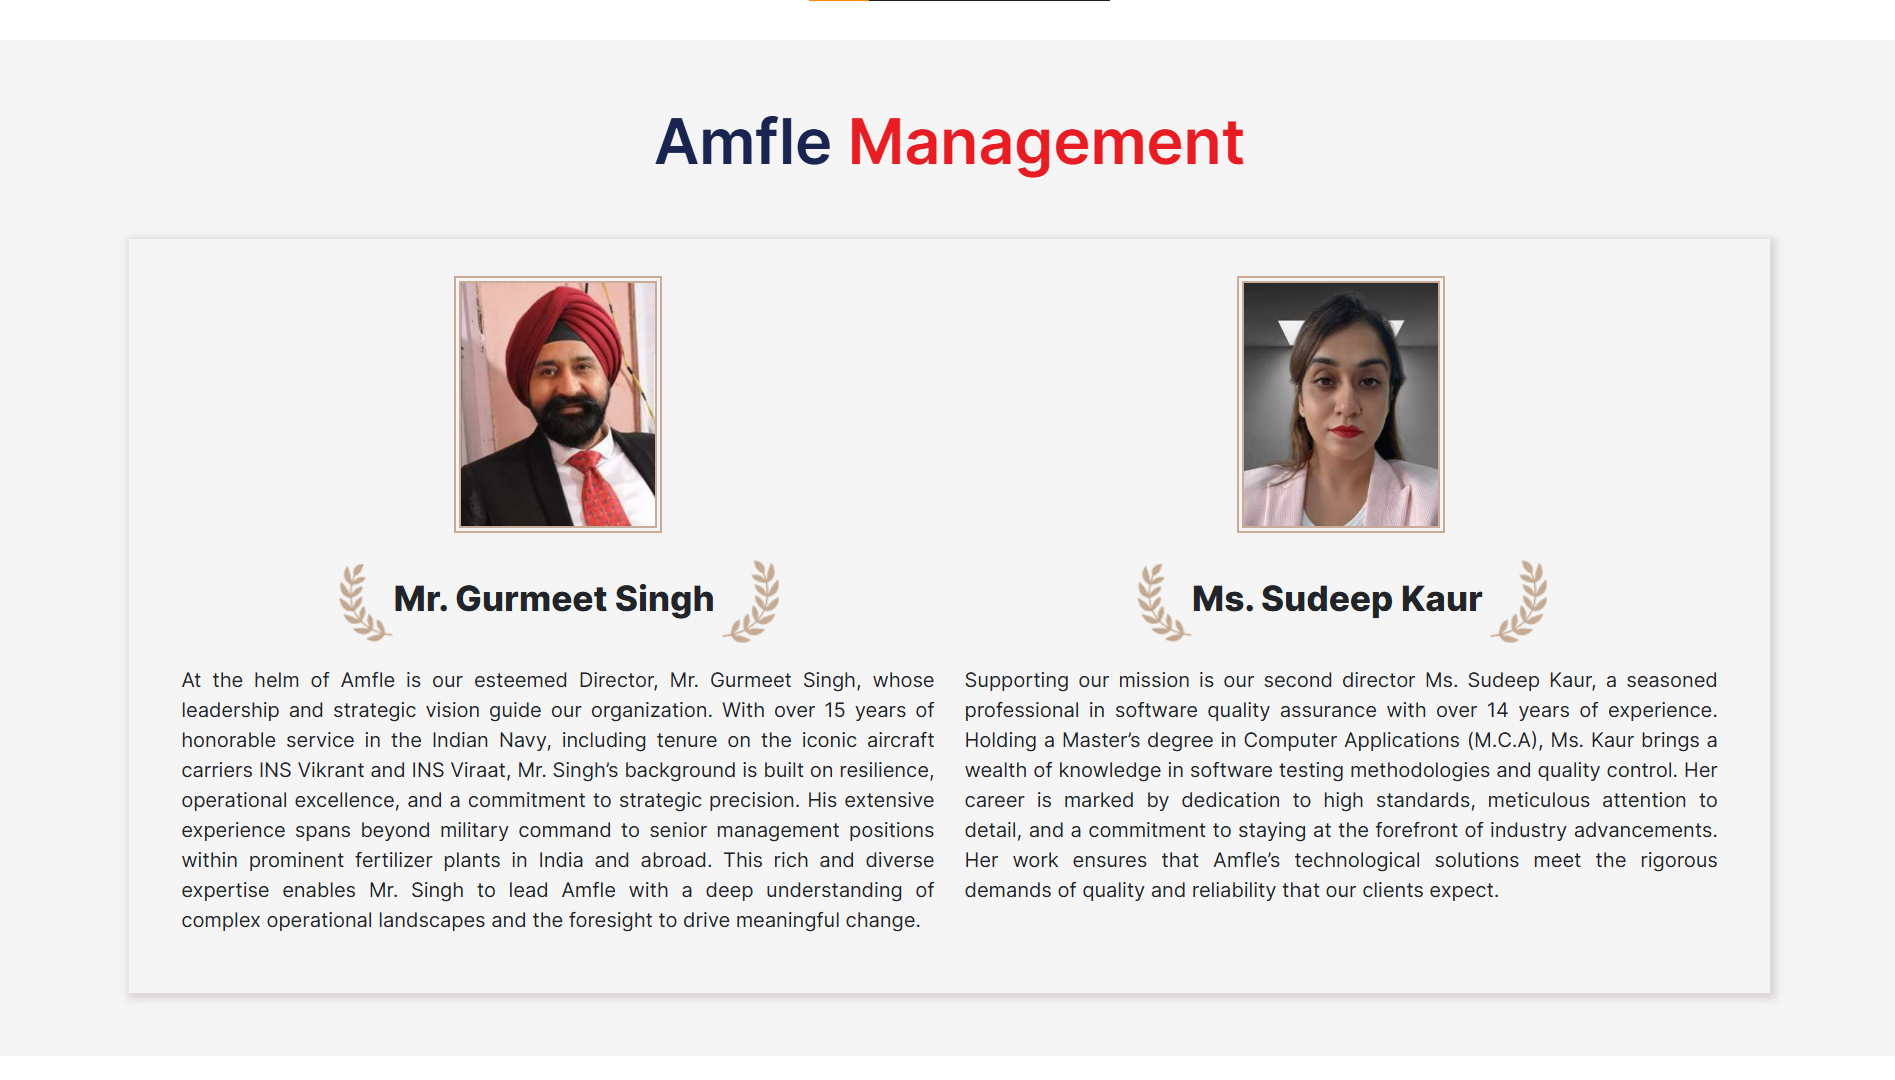 Amfle Management
Mr. Gurmeet Singh
At the helm of Amfle is our esteemed Director, Mr. Gurmeet Singh, whose
leadership and strategic vision guide our organization. With over 15 years of
honorable service in the Indian Navy, including tenure on the iconic aircraft
carriers INS Vikrant and INS Viraat, Mr. Singh’s background is built on resilience,
operational excellence, and a commitment to strategic precision. His extensive
experience spans beyond military command to senior management positions
within prominent fertilizer plants in India and abroad. This rich and diverse
expertise enables Mr. Singh to lead Amfle with a deep understanding of
complex operational landscapes and the foresight to drive meaningful change.
Ms. Sudeep Kaur
Supporting our mission is our second director Ms. Sudeep Kaur, a seasoned
professional in software quality assurance with over 14 years of experience.
Holding a Master’s degree in Computer Applications (M.C.A), Ms. Kaur brings a
wealth of knowledge in software testing methodologies and quality control. Her
career is marked by dedication to high standards, meticulous attention to
detail, and a commitment to staying at the forefront of industry advancements.
Her work ensures that Amfle’s technological solutions meet the rigorous
demands of quality and reliability that our clients expect.